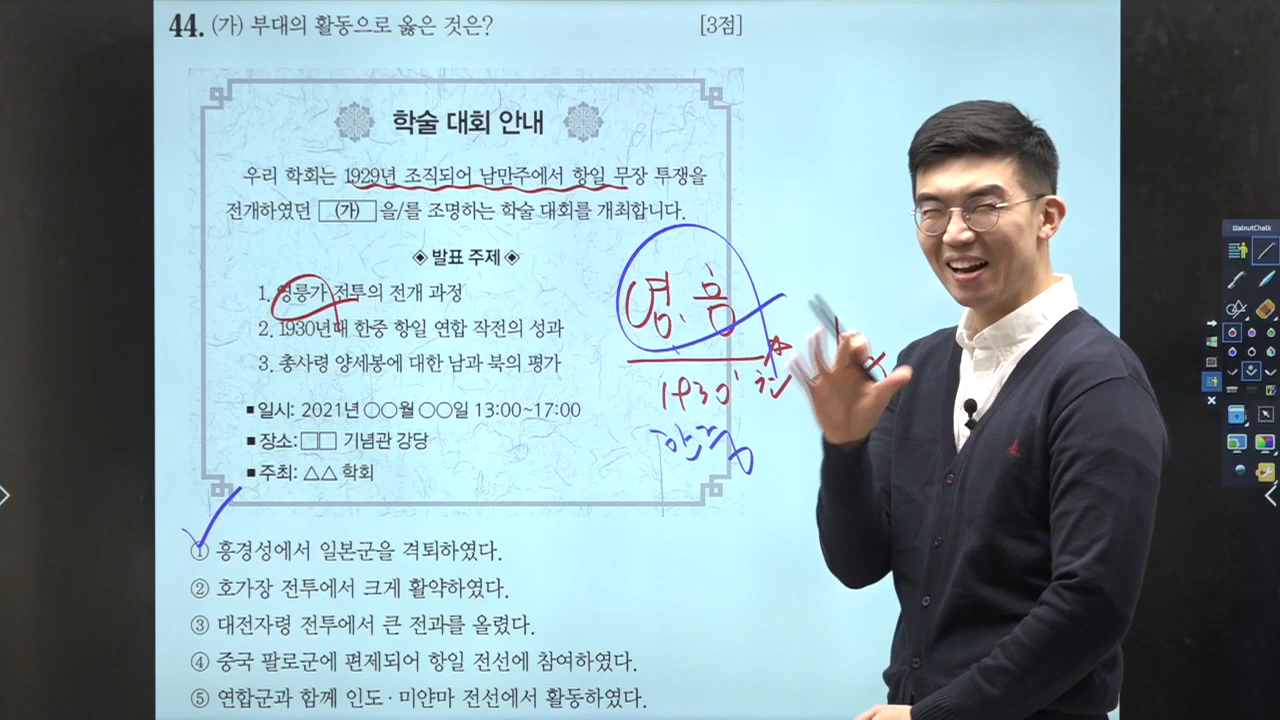 44. (가) 부대의 활동으로 옳은 것은? [3점]
학술 대회 안내
우리 학회는 1929년 조직되어 남만주에서 항일 무장 투쟁을
전개하였던 (가) 을/를 조명하는 학술 대회를 개최합니다.
◈ 발표 주제 ◈
1. 영릉가 전투의 전개 과정
2. 1930년대 한중 항일 연합 작전의 성과
3. 총사령 양세봉에 대한 남과 북의 평가
■ 일시: 2021년 ○○월 ○○일 13:00~17:00
■ 장소: □□ 기념관 강당
■ 주최: △△ 학회
영.흥
1930'
① 흥경성에서 일본군을 격퇴하였다.
② 호가장 전투에서 크게 활약하였다.
③ 대전자령 전투에서 큰 전과를 올렸다.
④ 중국 팔로군에 편제되어 항일 전선에 참여하였다.
⑤ 연합군과 함께 인도·미얀마 전선에서 활동하였다.
WalnutChalk